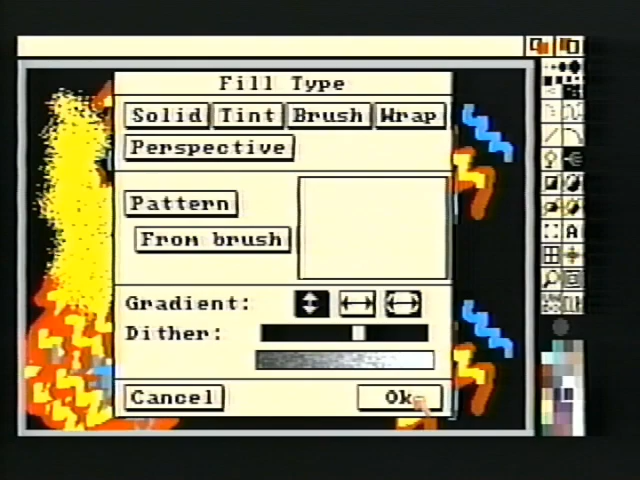 Fill Type
Solid Tint Brush Wrap
Perspective
Pattern
From brush
Gradient:
Dither:
Cancel Ok
A